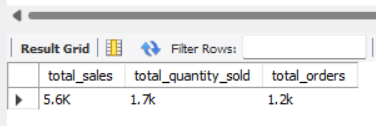 Result Grid Filter Rows:
total_sales total_quantity_sold total_orders
5.6K 1.7k 1.2k